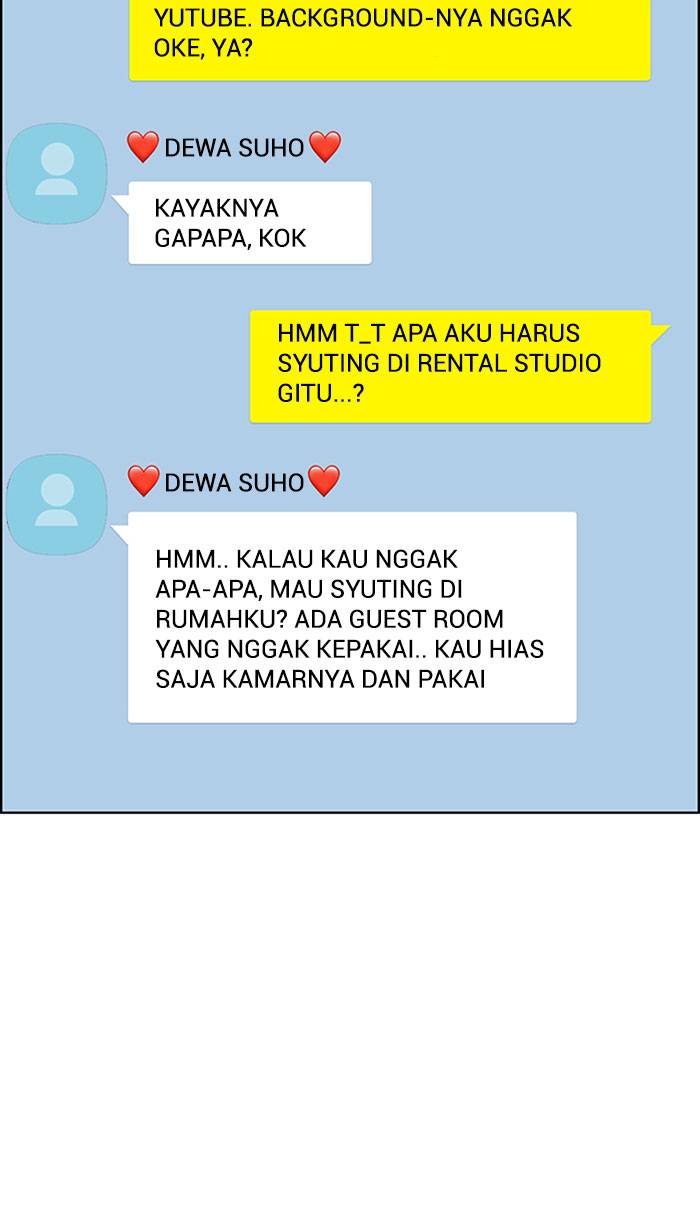 YUTUBE. BACKGROUND-NYA NGGAK
OKE, YA?
❤️DEWA SUHO❤️
KAYAKNYA
GAPAPA, KOK
HMM T_T APA AKU HARUS
SYUTING DI RENTAL STUDIO
GITU...?
❤️DEWA SUHO❤️
HMM.. KALAU KAU NGGAK
APA-APA, MAU SYUTING DI
RUMAHKU? ADA GUEST ROOM
YANG NGGAK KEPAKAI.. KAU HIAS
SAJA KAMARNYA DAN PAKAI